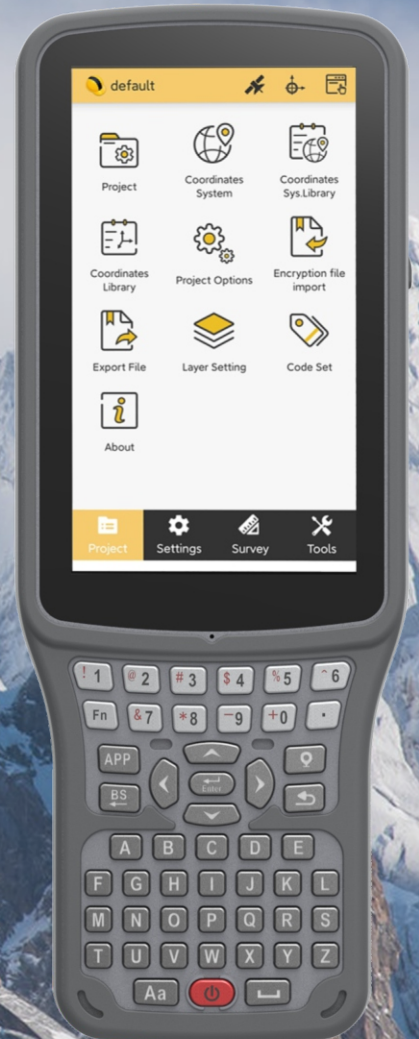 default
Project
Coordinates
System
Coordinates
Sys.Library
Coordinates
Library
Project Options
Encryption file
import
Export File
Layer Setting
Code Set
About
Project
Settings
Survey
Tools
! 1 @ 2 # 3 $ 4 % 5 ^ 6
Fn & 7 * 8 - 9 + 0 .
APP
BS
Enter
A B C D E
F G H I J K L
M N O P Q R S
T U V W X Y Z
Aa